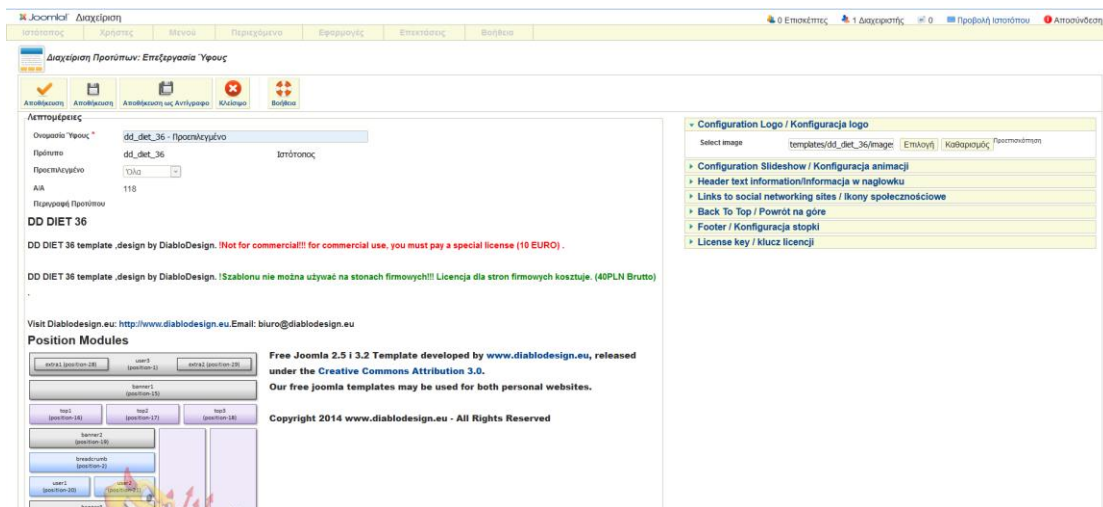 Joomla! Διαχείριση
0 Επισκέπτες 1 Διαχειριστής 0 Προβολή Ιστοτόπου Αποσύνδεση
Ιστότοπος Χρήστες Μενού Περιεχόμενο Εφαρμογές Επεκτάσεις Βοήθεια
Διαχείριση Προτύπων: Επεξεργασία Ύφους
Αποθήκευση Αποθήκευση Αποθήκευση ως Αντίγραφο Κλείσιμο Βοήθεια
Λεπτομέρειες
Ονομασία Ύφους * dd_diet_36 - Προεπιλεγμένο
Πρότυπο dd_diet_36 Ιστότοπος
Προεπιλεγμένο Όλα
Α/Α 118
Περιγραφή Προτύπου
DD DIET 36
DD DIET 36 template ,design by DiabloDesign. !Not for commercial!!! for commercial use, you must pay a special license (10 EURO) .
DD DIET 36 template ,design by DiabloDesign. !Szablonu nie można używać na stonach firmowych!!! Licencja dla stron firmowych kosztuje. (40PLN Brutto)
.
Visit Diablodesign.eu: http://www.diablodesign.eu.Email: biuro@diablodesign.eu
Position Modules
extra1 (position-28) user3 (position-1) extra2 (position-29)
banner1
(position-15)
top1 top2 top3
(position-16) (position-17) (position-18)
banner2
(position-19)
breadcrumb
(position-2)
user1 user2
(position-20) (position-21)
Free Joomla 2.5 i 3.2 Template developed by www.diablodesign.eu, released
under the Creative Commons Attribution 3.0.
Our free joomla templates may be used for both personal websites.
Copyright 2014 www.diablodesign.eu - All Rights Reserved
Configuration Logo / Konfiguracja logo
Select image templates/dd_diet_36/image: Επιλογή Καθαρισμός Προεπισκόπηση
Configuration Slideshow / Konfiguracja animacji
Header text information/Informacja w nagłowku
Links to social networking sites / Ikony społecznościowe
Back To Top / Powrót na góre
Footer / Konfiguracja stopki
License key / klucz licencji